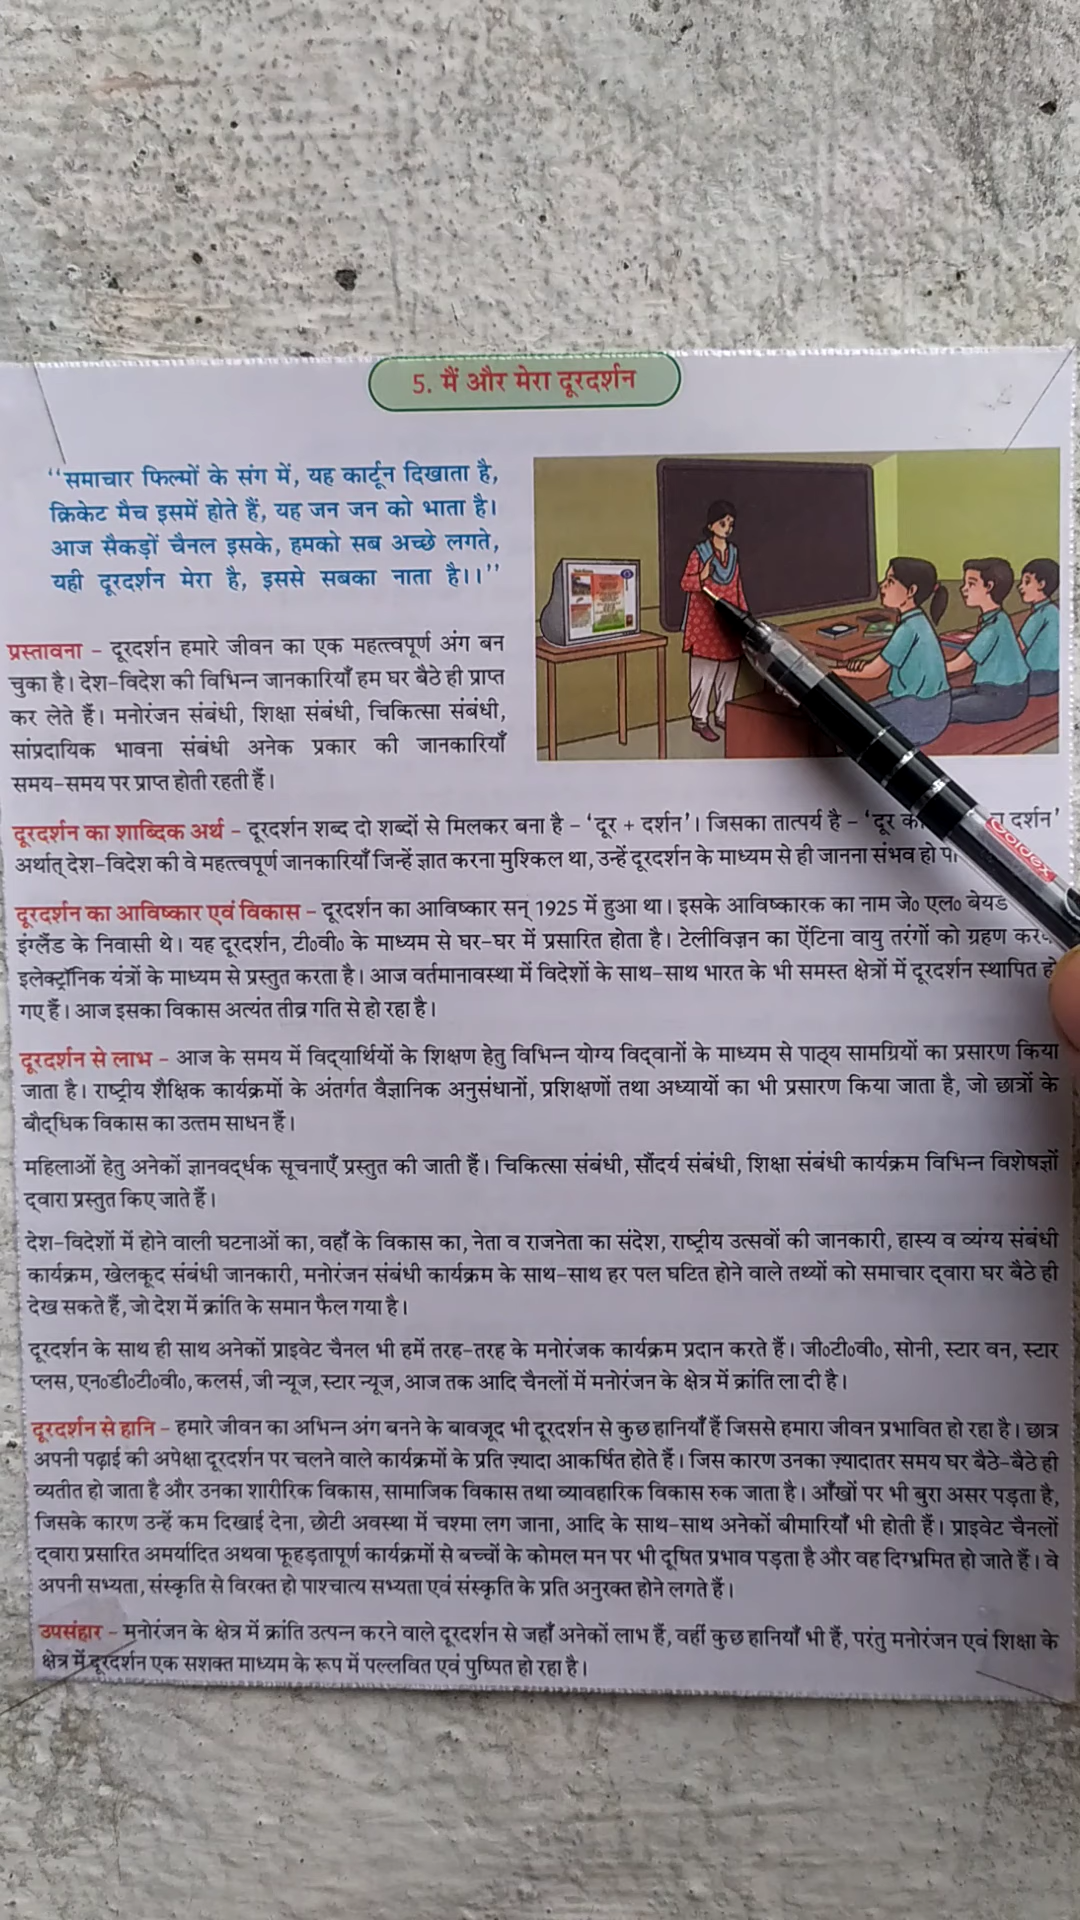 5. मैं और मेरा दूरदर्शन
‘‘समाचार फिल्मों के संग में, यह कार्टून दिखाता है,
क्रिकेट मैच इसमें होते हैं, यह जन जन को भाता है।
आज सैकड़ों चैनल इसके, हमको सब अच्छे लगते,
यही दूरदर्शन मेरा है, इससे सबका नाता है।।’’
प्रस्तावना – दूरदर्शन हमारे जीवन का एक महत्त्वपूर्ण अंग बन
चुका है। देश-विदेश की विभिन्न जानकारियाँ हम घर बैठे ही प्राप्त
कर लेते हैं। मनोरंजन संबंधी, शिक्षा संबंधी, चिकित्सा संबंधी,
सांप्रदायिक भावना संबंधी अनेक प्रकार की जानकारियाँ
समय-समय पर प्राप्त होती रहती हैं।
दूरदर्शन का शाब्दिक अर्थ – दूरदर्शन शब्द दो शब्दों से मिलकर बना है – ‘दूर + दर्शन’। जिसका तात्पर्य है – ‘दूर दर्शन’
अर्थात् देश-विदेश की वे महत्त्वपूर्ण जानकारियाँ जिन्हें ज्ञात करना मुश्किल था, उन्हें दूरदर्शन के माध्यम से ही जानना संभव हो
दूरदर्शन का आविष्कार एवं विकास – दूरदर्शन का आविष्कार सन् 1925 में हुआ था। इसके आविष्कारक का नाम जे० एल० बेयर्ड
इंग्लैंड के निवासी थे। यह दूरदर्शन, टी०वी० के माध्यम से घर-घर में प्रसारित होता है। टेलीविज़न का ऐंटिना वायु तरंगों को ग्रहण
इलेक्ट्रॉनिक यंत्रों के माध्यम से प्रस्तुत करता है। आज वर्तमानावस्था में विदेशों के साथ-साथ भारत के भी समस्त क्षेत्रों में दूरदर्शन स्थापित हो
गए हैं। आज इसका विकास अत्यंत तीव्र गति से हो रहा है।
दूरदर्शन से लाभ – आज के समय में विद्यार्थियों के शिक्षण हेतु विभिन्न योग्य विद्वानों के माध्यम से पाठ्य सामग्रियों का प्रसारण किया
जाता है। राष्ट्रीय शैक्षिक कार्यक्रमों के अंतर्गत वैज्ञानिक अनुसंधानों, प्रशिक्षणों तथा अध्यायों का भी प्रसारण किया जाता है, जो छात्रों के
बौद्धिक विकास का उत्तम साधन हैं।
महिलाओं हेतु अनेकों ज्ञानवर्द्धक सूचनाएँ प्रस्तुत की जाती हैं। चिकित्सा संबंधी, सौंदर्य संबंधी, शिक्षा संबंधी कार्यक्रम विभिन्न विशेषज्ञों
द्वारा प्रस्तुत किए जाते हैं।
देश-विदेशों में होने वाली घटनाओं का, वहाँ के विकास का, नेता व राजनेता का संदेश, राष्ट्रीय उत्सवों की जानकारी, हास्य व व्यंग्य संबंधी
कार्यक्रम, खेलकूद संबंधी जानकारी, मनोरंजन संबंधी कार्यक्रम के साथ-साथ हर पल घटित होने वाले तथ्यों को समाचार द्वारा घर बैठे ही
देख सकते हैं, जो देश में क्रांति के समान फैल गया है।
दूरदर्शन के साथ ही साथ अनेकों प्राइवेट चैनल भी हमें तरह-तरह के मनोरंजक कार्यक्रम प्रदान करते हैं। जी०टी०वी०, सोनी, स्टार वन, स्टार
प्लस, एन०डी०टी०वी०, कलर्स, जी न्यूज, स्टार न्यूज, आज तक आदि चैनलों में मनोरंजन के क्षेत्र में क्रांति ला दी है।
दूरदर्शन से हानि – हमारे जीवन का अभिन्न अंग बनने के बावजूद भी दूरदर्शन से कुछ हानियाँ हैं जिससे हमारा जीवन प्रभावित हो रहा है। छात्र
अपनी पढ़ाई की अपेक्षा दूरदर्शन पर चलने वाले कार्यक्रमों के प्रति ज़्यादा आकर्षित होते हैं। जिस कारण उनका ज़्यादातर समय घर बैठे-बैठे ही
व्यतीत हो जाता है और उनका शारीरिक विकास, सामाजिक विकास तथा व्यावहारिक विकास रुक जाता है। आँखों पर भी बुरा असर पड़ता है,
जिसके कारण उन्हें कम दिखाई देना, छोटी अवस्था में चश्मा लग जाना, आदि के साथ-साथ अनेकों बीमारियाँ भी होती हैं। प्राइवेट चैनलों
द्वारा प्रसारित अमर्यादित अथवा फूहड़तापूर्ण कार्यक्रमों से बच्चों के कोमल मन पर भी दूषित प्रभाव पड़ता है और वह दिग्भ्रमित हो जाते हैं। वे
अपनी सभ्यता, संस्कृति से विरक्त हो पाश्चात्य सभ्यता एवं संस्कृति के प्रति अनुरक्त होने लगते हैं।
उपसंहार – मनोरंजन के क्षेत्र में क्रांति उत्पन्न करने वाले दूरदर्शन से जहाँ अनेकों लाभ हैं, वहीं कुछ हानियाँ भी हैं, परंतु मनोरंजन एवं शिक्षा के
क्षेत्र में दूरदर्शन एक सशक्त माध्यम के रूप में पल्लवित एवं पुष्पित हो रहा है।